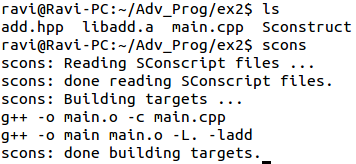 ravi@Ravi-PC:~/Adv_Prog/ex2$ ls
add.hpp  libadd.a  main.cpp  Sconstruct
ravi@Ravi-PC:~/Adv_Prog/ex2$ scons
scons: Reading SConscript files ...
scons: done reading SConscript files.
scons: Building targets ...
g++ -o main.o -c main.cpp
g++ -o main main.o -L. -ladd
scons: done building targets.